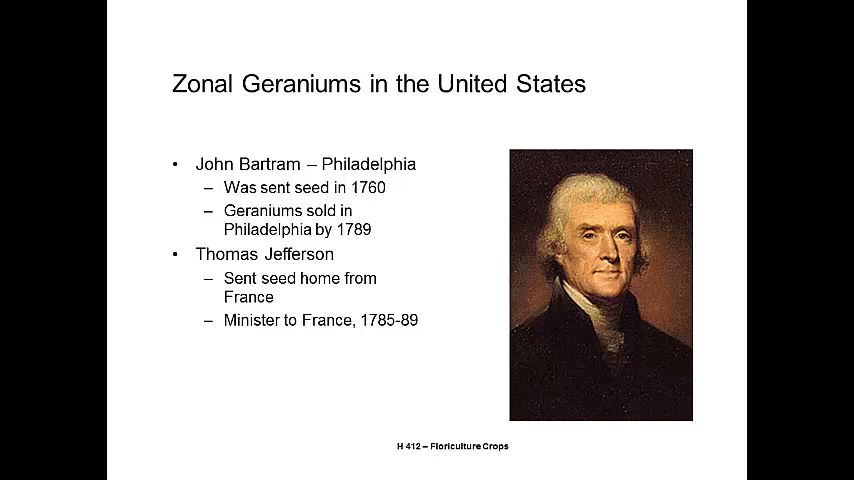 Zonal Geraniums in the United States
• John Bartram – Philadelphia
– Was sent seed in 1760
– Geraniums sold in
Philadelphia by 1789
• Thomas Jefferson
– Sent seed home from
France
– Minister to France, 1785-89
H 412 – Floriculture Crops